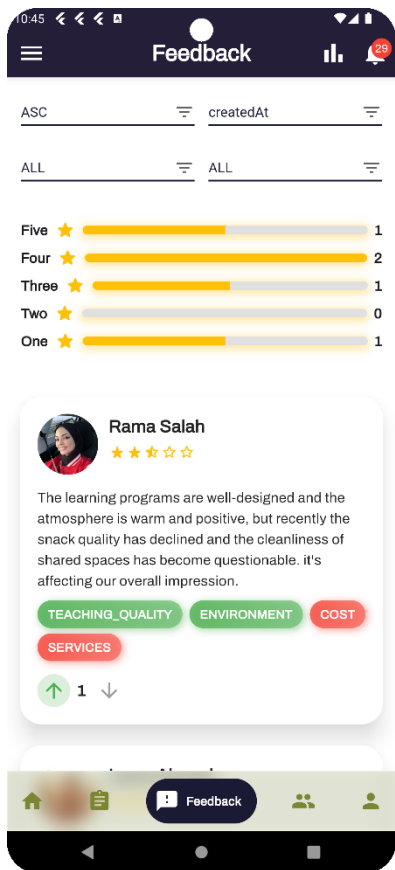 10:45
Feedback
29
ASC createdAt
ALL ALL
Five 1
Four 2
Three 1
Two 0
One 1
Rama Salah
The learning programs are well-designed and the
atmosphere is warm and positive, but recently the
snack quality has declined and the cleanliness of
shared spaces has become questionable. it's
affecting our overall impression.
TEACHING_QUALITY ENVIRONMENT COST
SERVICES
1
Feedback